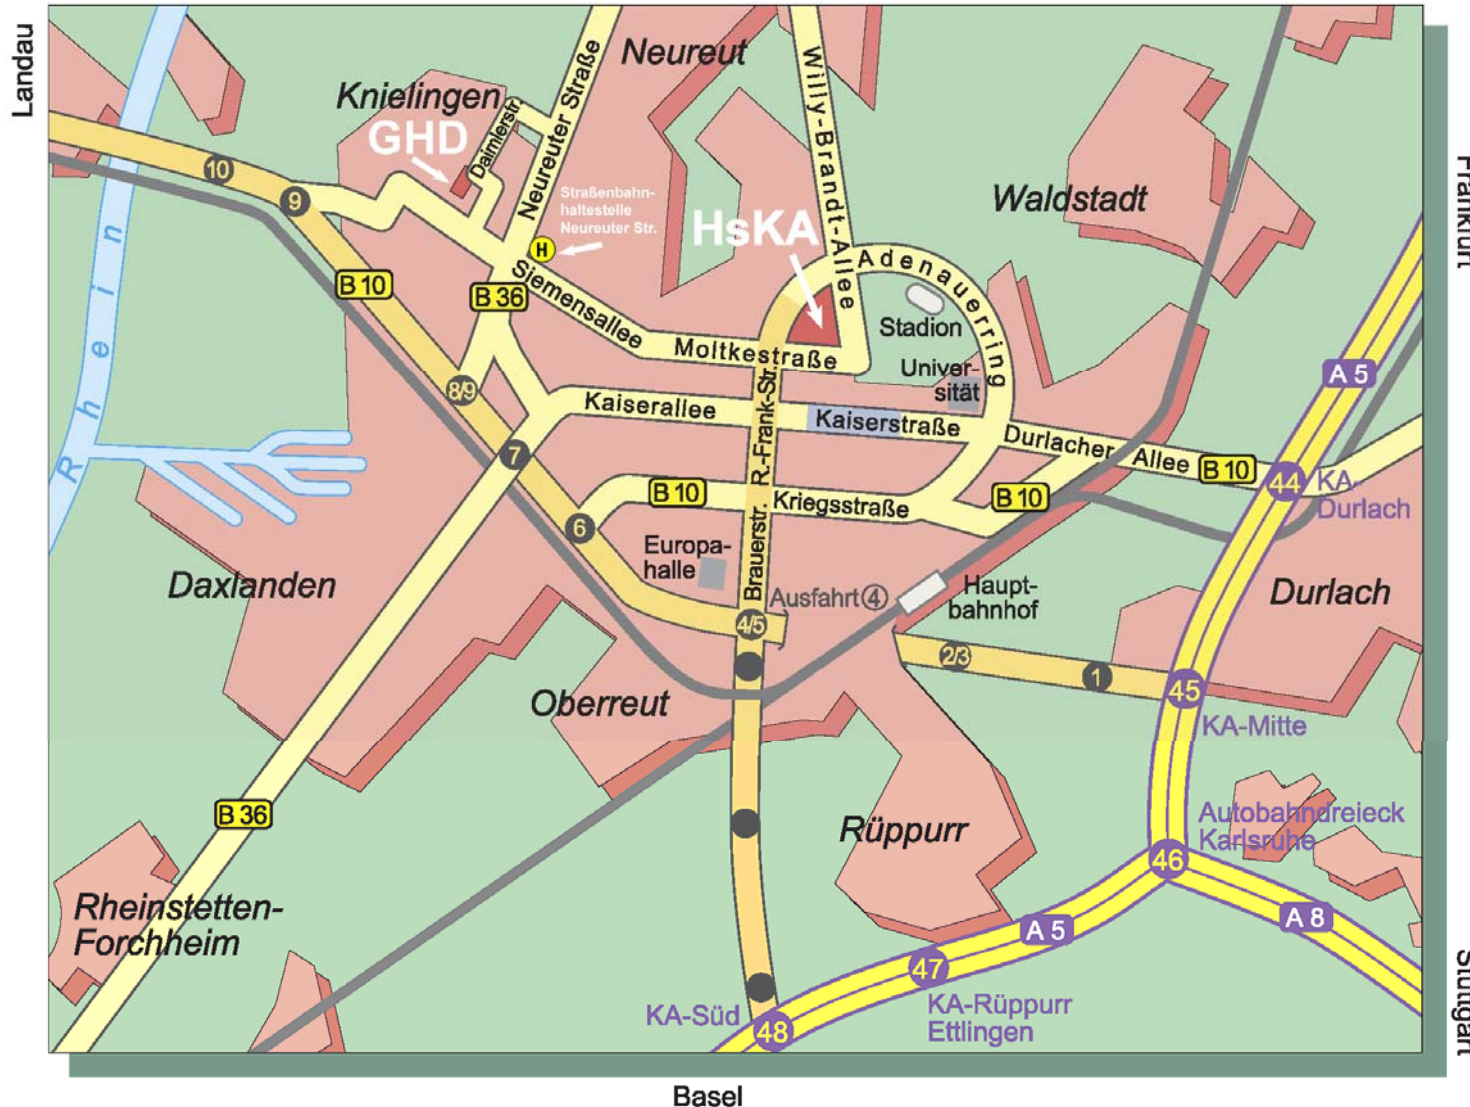 Landau
Neureut
Knielingen
GHD
Daimlerstr.
Neureuter Straße
Willy-Brandt-Allee
Waldstadt
Frankfurt
10
9
Straßenbahn-
haltestelle
Neureuter Str.
H
HsKA
Adenauerring
Rhein
B 10
B 36
Siemensallee
Stadion
Moltkestraße
Univer-
sität
A 5
8/9
Kaiserallee
Kaiserstraße
Durlacher Allee
B 10
7
R.-Frank-Str.
B 10
Kriegsstraße
B 10
44
KA-
Durlach
6
Europa-
halle
Brauerstr.
Ausfahrt 4
Haupt-
bahnhof
Daxlanden
Durlach
4/5
2/3
1
45
KA-Mitte
Oberreut
B 36
Rüppurr
Autobahndreieck
Karlsruhe
46
Rheinstetten-
Forchheim
A 5
A 8
47
KA-Rüppurr
Ettlingen
KA-Süd
48
Stuttgart
Basel